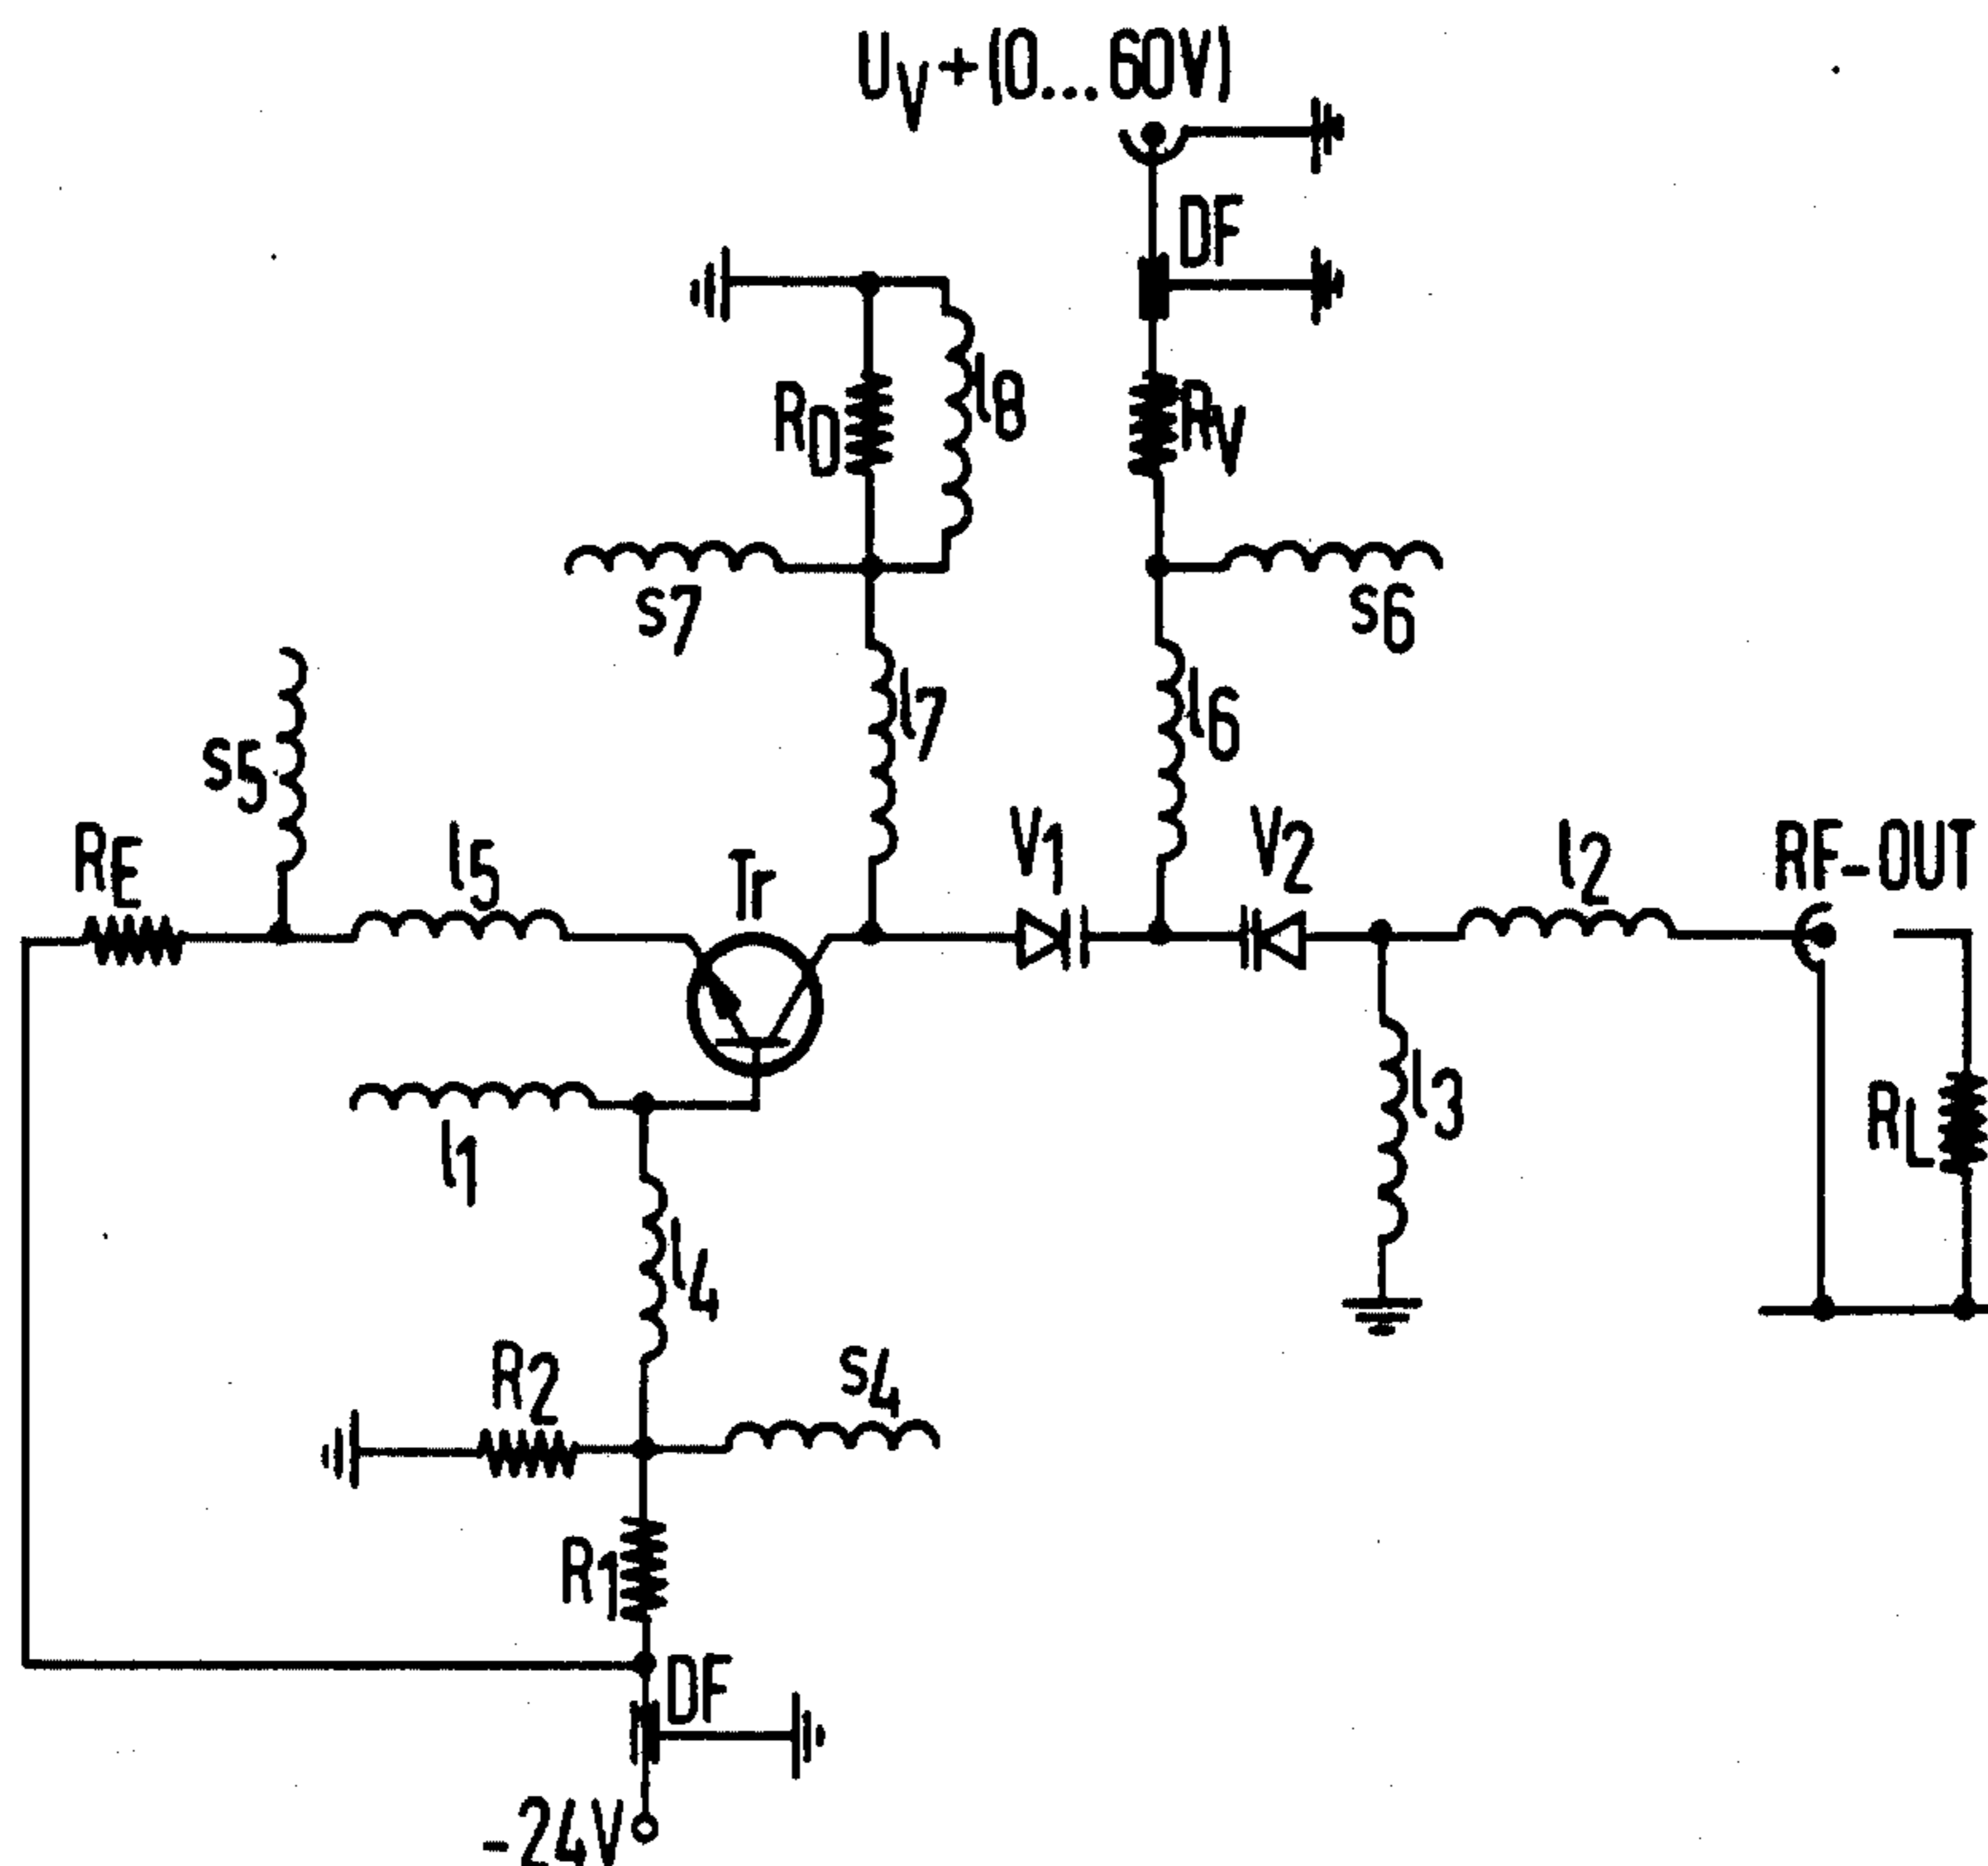 UV+(0...60V)
DF
RD
l8
RV
s7
s6
l7
l6
s5
RE
l5
Tr
V1
V2
l2
RF-OUT
l1
l3
RL
l4
R2
s4
R1
DF
-24V